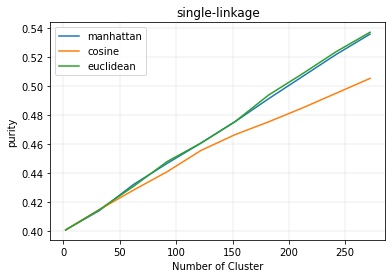 single-linkage
manhattan
cosine
euclidean
purity
0.54
0.52
0.50
0.48
0.46
0.44
0.42
0.40
0 50 100 150 200 250
Number of Cluster